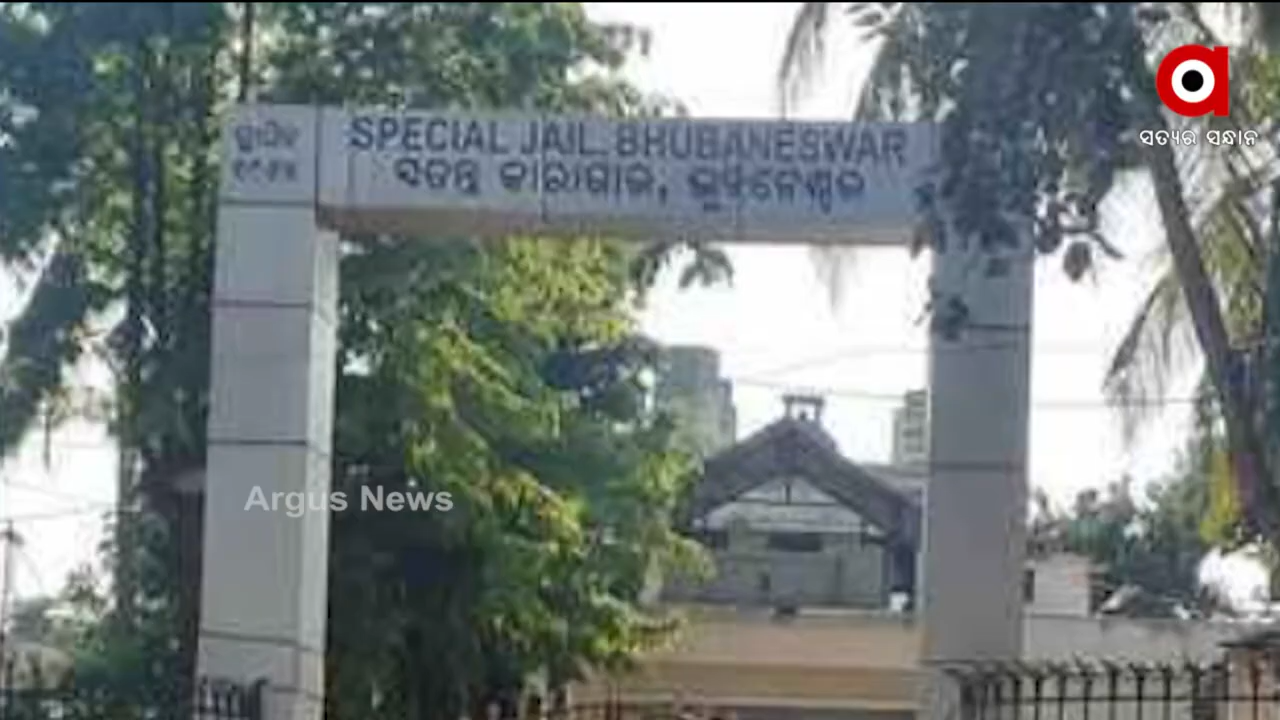 ସ୍ଥାପିତ
SPECIAL JAIL BHUBANESWAR
ସ୍ୱତନ୍ତ୍ର କାରାଗାର, ଭୁବନେଶ୍ୱର
ସତ୍ୟର ସନ୍ଧାନ
Argus News